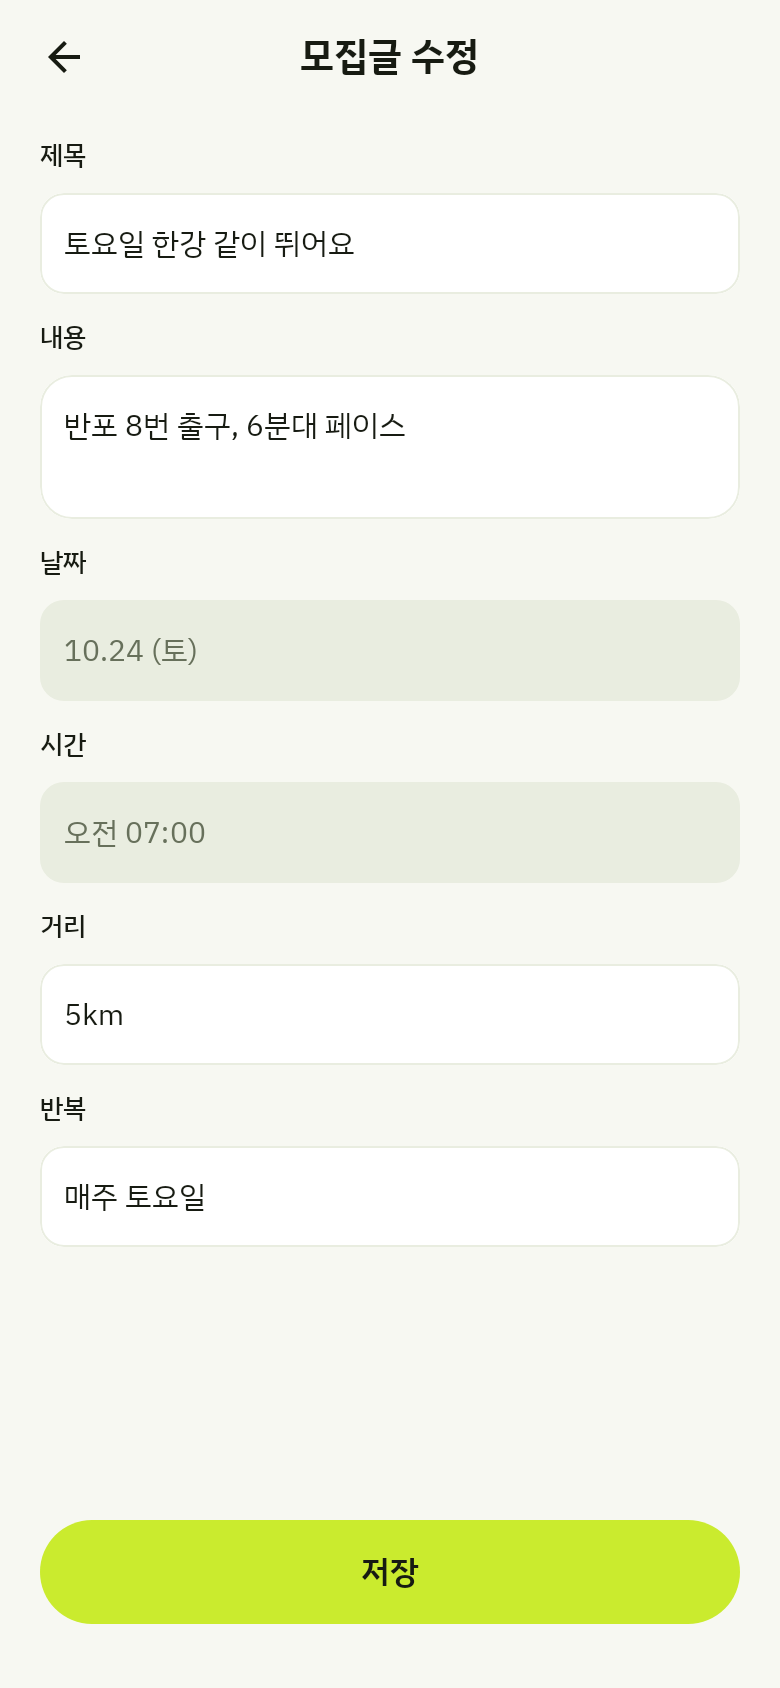 모집글 수정
제목
토요일 한강 같이 뛰어요
내용
반포 8번 출구, 6분대 페이스
날짜
10.24 (토)
시간
오전 07:00
거리
5km
반복
매주 토요일
저장